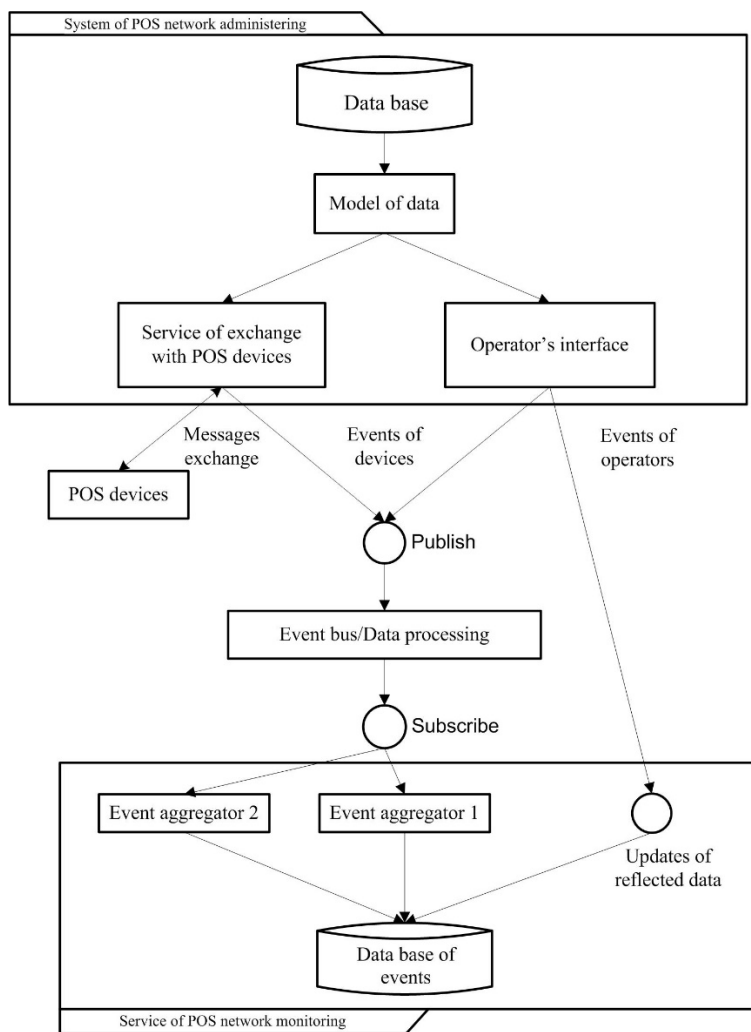 System of POS network administering
Data base
Model of data
Service of exchange
with POS devices
Operator's interface
Messages
exchange
Events of
devices
Events of
operators
POS devices
Publish
Event bus/Data processing
Subscribe
Event aggregator 2
Event aggregator 1
Updates of
reflected data
Data base of
events
Service of POS network monitoring